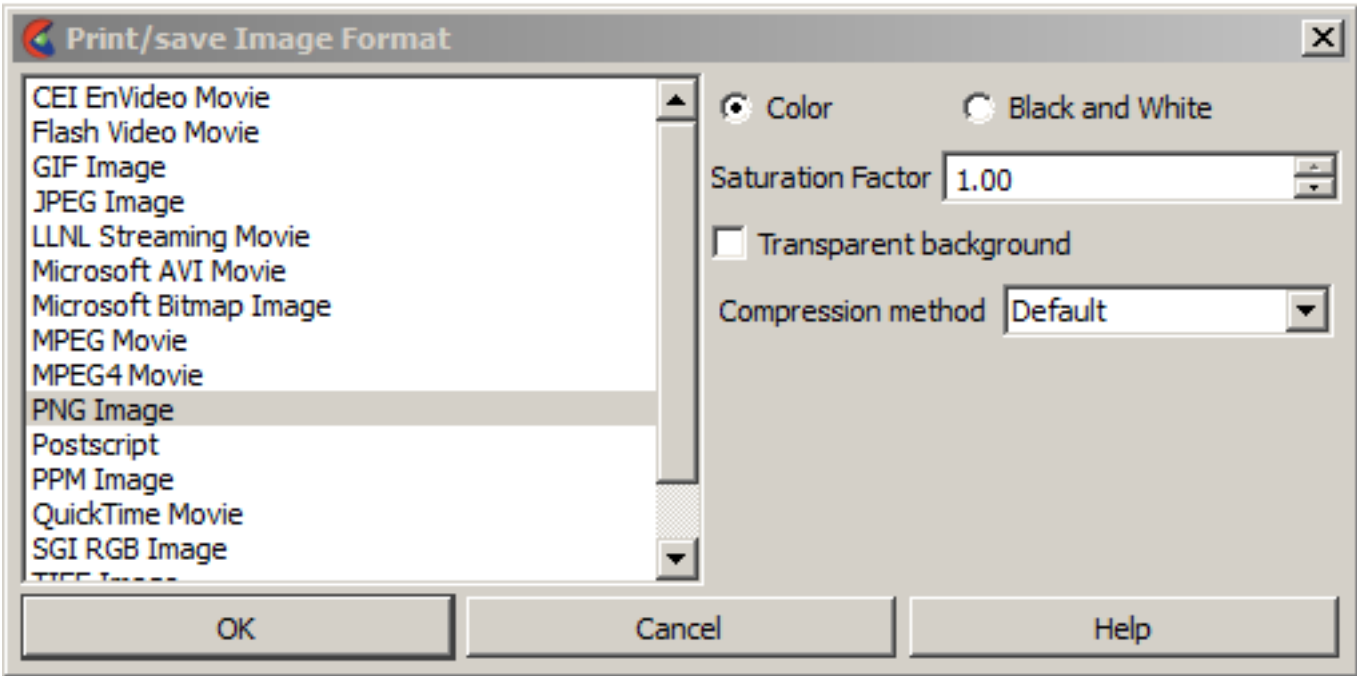 Print/save Image Format
CEI EnVideo Movie
Flash Video Movie
GIF Image
JPEG Image
LLNL Streaming Movie
Microsoft AVI Movie
Microsoft Bitmap Image
MPEG Movie
MPEG4 Movie
PNG Image
Postscript
PPM Image
QuickTime Movie
SGI RGB Image
TIFF Image
Color Black and White
Saturation Factor 1.00
Transparent background
Compression method Default
OK Cancel Help